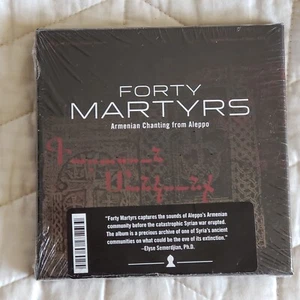 FORTY
MARTYRS
Armenian Chanting from Aleppo
"Forty Martyrs captures the sounds of Aleppo's Armenian
community before the catastrophic Syrian war erupted.
The album is a precious archive of one of Syria's ancient
communities on what could be the eve of its extinction."
–Elyse Semerdjian, Ph.D.